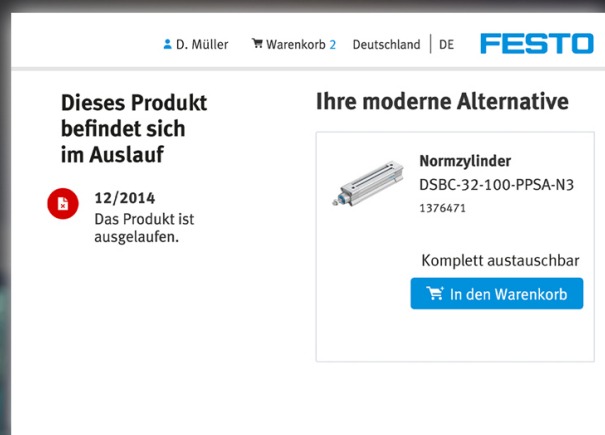 D. Müller Warenkorb 2 Deutschland DE FESTO
Dieses Produkt
befindet sich
im Auslauf
12/2014
Das Produkt ist
ausgelaufen.
Ihre moderne Alternative
Normzylinder
DSBC-32-100-PPSA-N3
1376471
Komplett austauschbar
In den Warenkorb